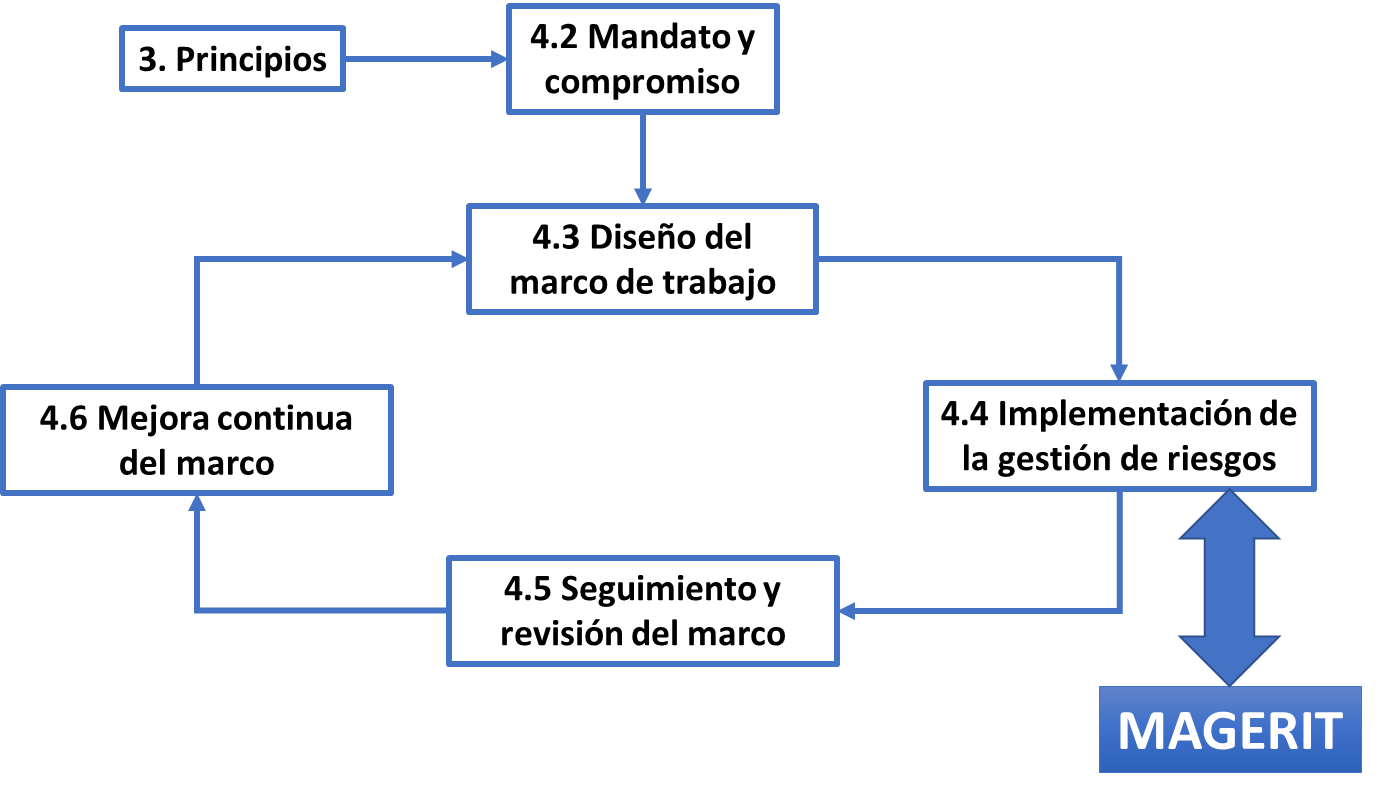 3. Principios
4.2 Mandato y
compromiso
4.3 Diseño del
marco de trabajo
4.6 Mejora continua
del marco
4.4 Implementación de
la gestión de riesgos
4.5 Seguimiento y
revisión del marco
MAGERIT